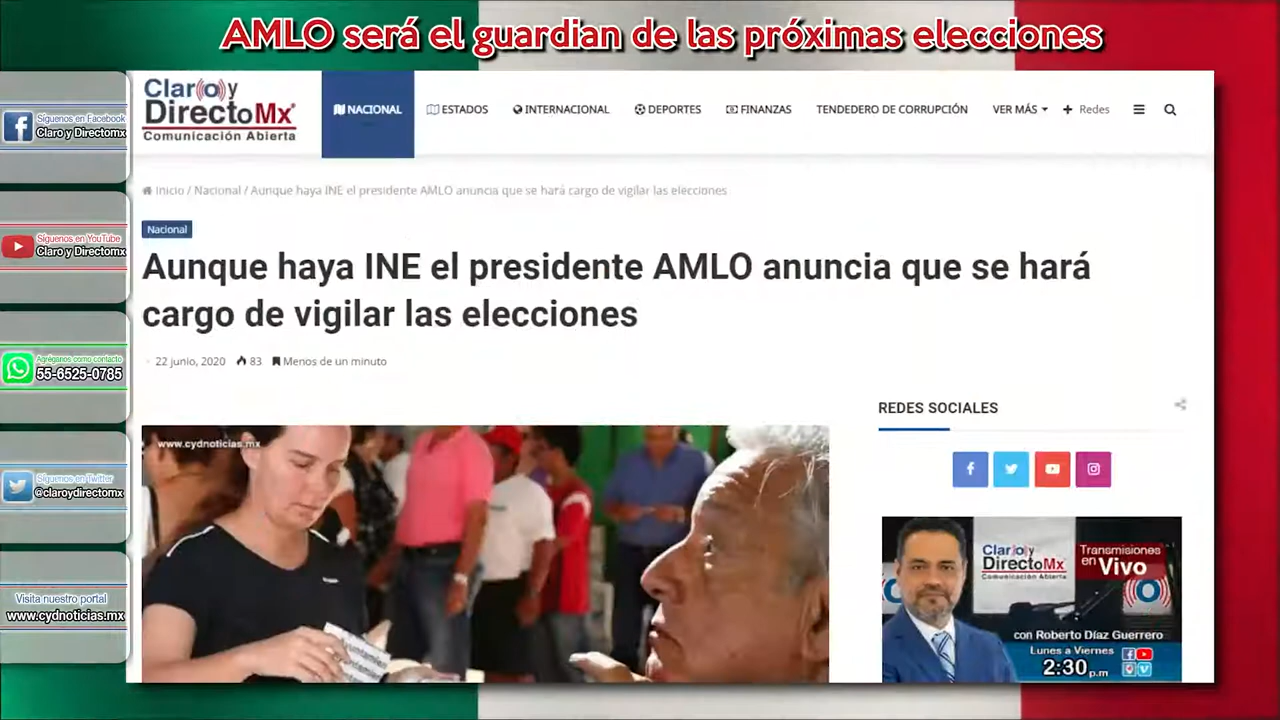 AMLO será el guardian de las próximas elecciones
Claro y
DirectoMx
Comunicación Abierta
NACIONAL
ESTADOS
INTERNACIONAL
DEPORTES
FINANZAS
TENDEDERO DE CORRUPCIÓN
VER MÁS
Redes
Síguenos en Facebook
Claro y Directomx
Síguenos en YouTube
Claro y Directomx
Agréganos como contacto
55-6525-0785
Síguenos en Twitter
@claroydirectomx
Visita nuestro portal
www.cydnoticias.mx
Inicio / Nacional / Aunque haya INE el presidente AMLO anuncia que se hará cargo de vigilar las elecciones
Nacional
Aunque haya INE el presidente AMLO anuncia que se hará
cargo de vigilar las elecciones
22 junio, 2020 83 Menos de un minuto
www.cydnoticias.mx
REDES SOCIALES
Claro y
DirectoMx
Comunicación Abierta
Transmisiones
en Vivo
con Roberto Díaz Guerrero
Lunes a Viernes
2:30 p.m